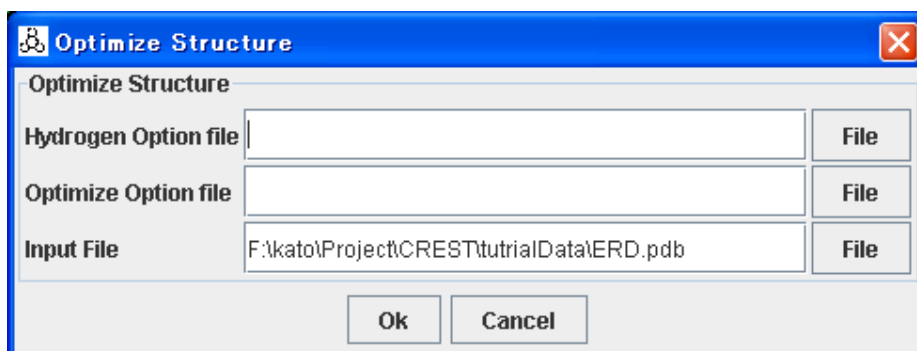 Optimize Structure
Optimize Structure
Hydrogen Option file File
Optimize Option file File
Input File F:\kato\Project\CREST\tutrialData\ERD.pdb File
Ok Cancel